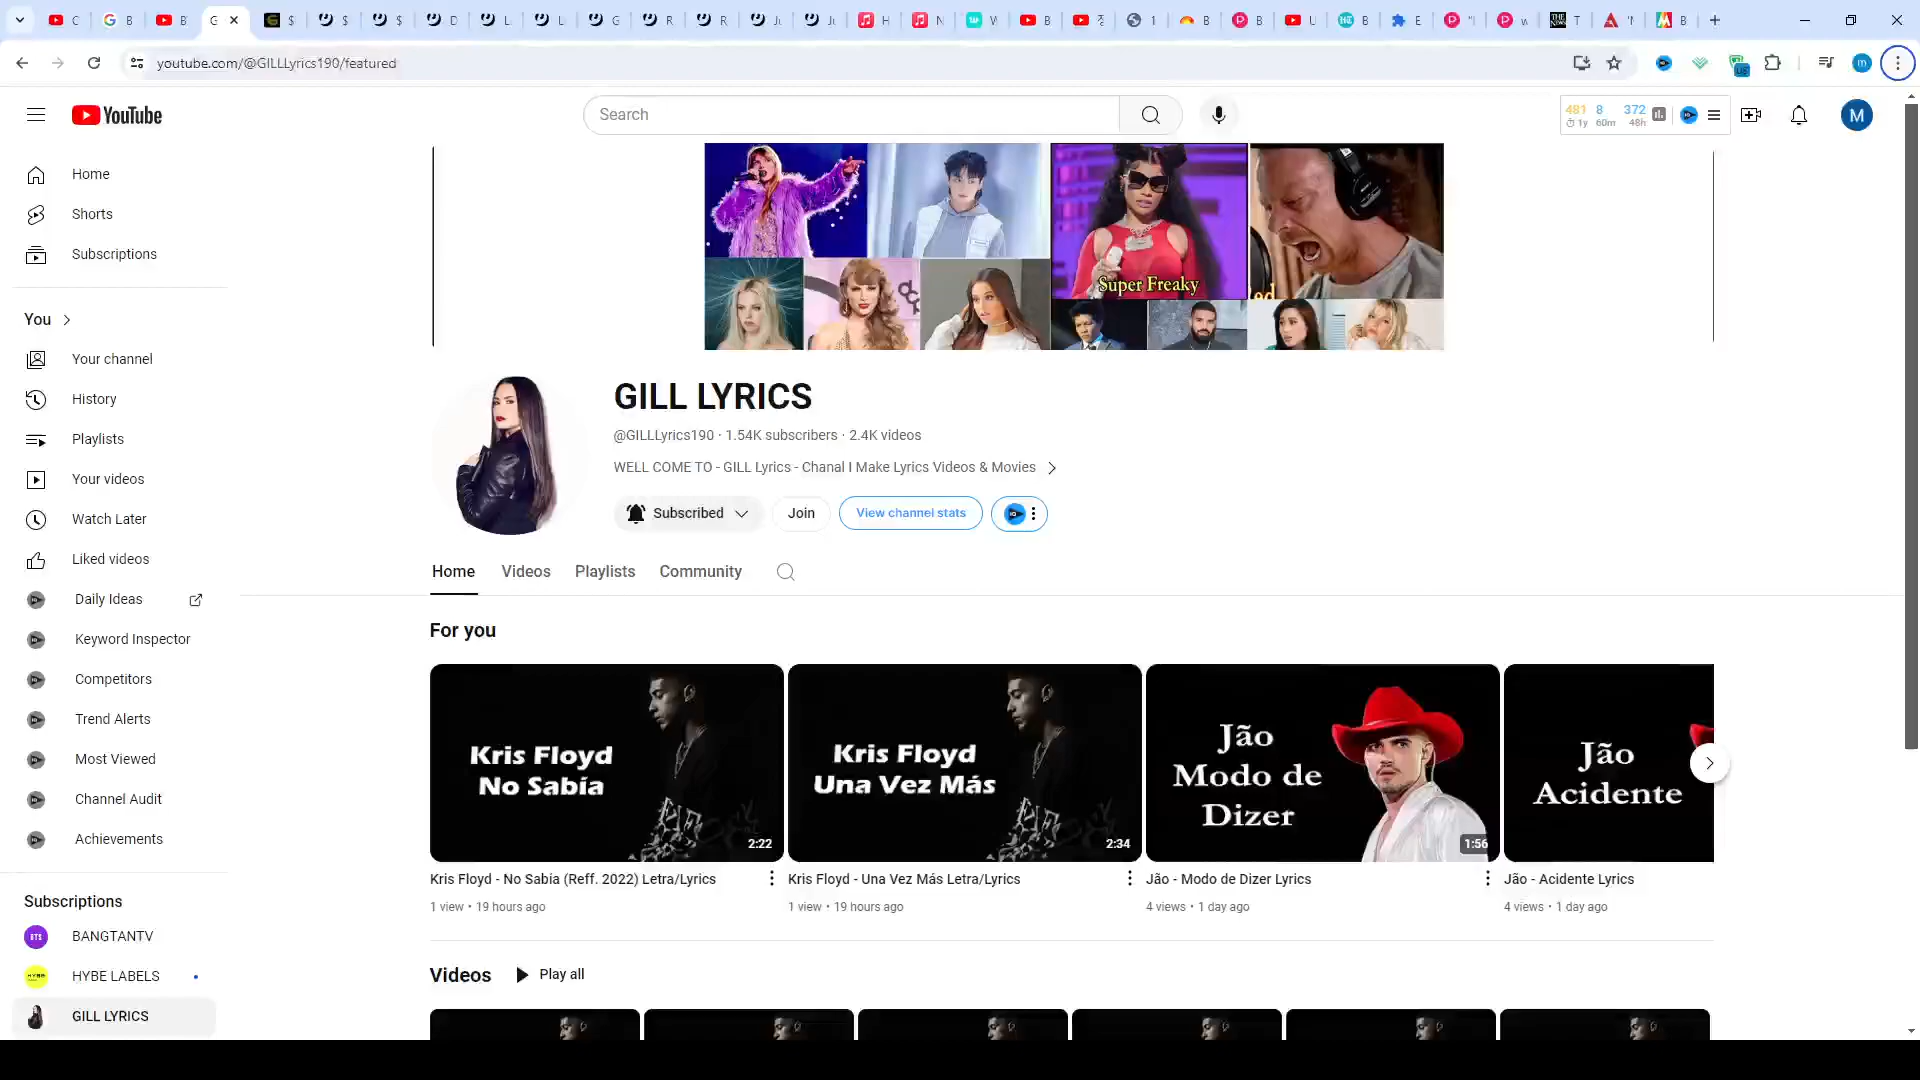 youtube.com/@GILLLyrics190/featured
YouTube
Search
481 8 372
1y 60m 48h
M
Home
Shorts
Subscriptions
You
Your channel
History
Playlists
Your videos
Watch Later
Liked videos
Daily Ideas
Keyword Inspector
Competitors
Trend Alerts
Most Viewed
Channel Audit
Achievements
Subscriptions
BANGTANTV
HYBE LABELS
GILL LYRICS
Super Freaky
GILL LYRICS
@GILLLyrics190 · 1.54K subscribers · 2.4K videos
WELL COME TO - GILL Lyrics - Chanal I Make Lyrics Videos & Movies
Subscribed
Join
View channel stats
Home Videos Playlists Community
For you
Kris Floyd
No Sabía
2:22
Kris Floyd
Una Vez Más
2:34
Jão
Modo de
Dizer
1:56
Jão
Acidente
Kris Floyd - No Sabía (Reff. 2022) Letra/Lyrics
1 view • 19 hours ago
Kris Floyd - Una Vez Más Letra/Lyrics
1 view • 19 hours ago
Jão - Modo de Dizer Lyrics
4 views • 1 day ago
Jão - Acidente Lyrics
4 views • 1 day ago
Videos
Play all